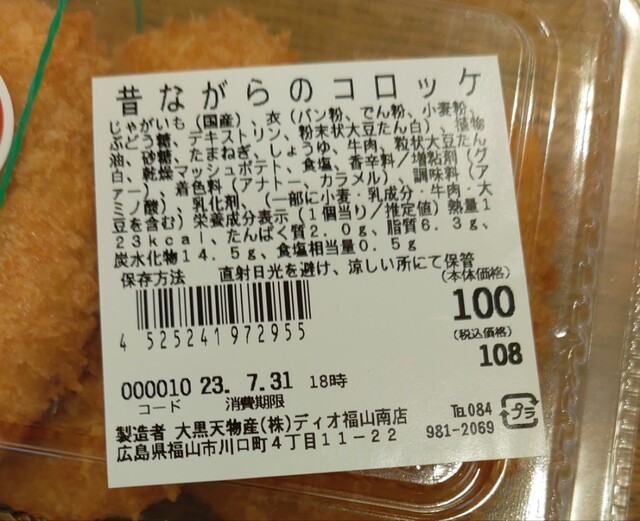 昔ながらのコロッケ
じゃがいも(国産)、衣(パン粉、でん粉、小麦粉、
ぶどう糖、デキストリン、粉末状大豆たん白)、植物
油、砂糖、たまねぎ、しょうゆ、牛肉、粒状大豆たん
白、乾燥マッシュポテト、食塩、香辛料/増粘剤(グ
ァー)、着色料(アナトー、カラメル)、調味料(ア
ミノ酸)、乳化剤、(一部に小麦・乳成分・牛肉・大
豆を含む)栄養成分表示(1個当り/推定値)熱量1
23kcal、たんぱく質2.0g、脂質6.3g、
炭水化物14.5g、食塩相当量0.5g
保存方法 直射日光を避け、涼しい所にて保管
(本体価格)
100
4 525241 972955
(税込価格)
108
000010 23. 7.31 18時
コード 消費期限
製造者 大黒天物産(株)ディオ福山南店 ℡084
広島県福山市川口町4丁目11-22 981-2069
プラ